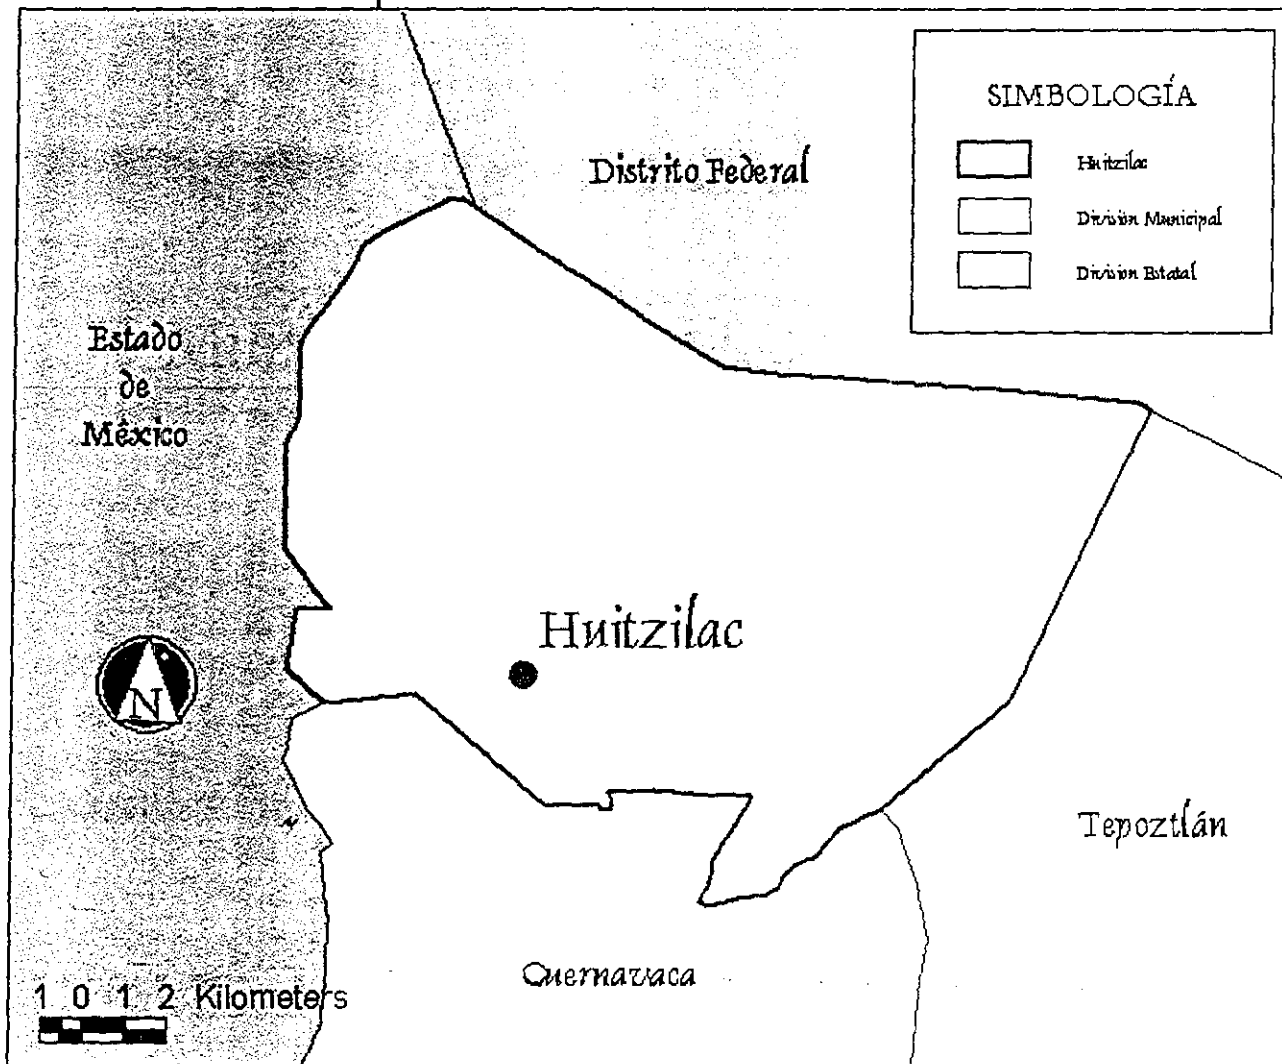 SIMBOLOGÍA
Huitzilac
División Municipal
División Estatal
Distrito Federal
Estado
de
México
Huitzilac
N
Tepoztlán
Cuernavaca
1 0 1 2 Kilometers